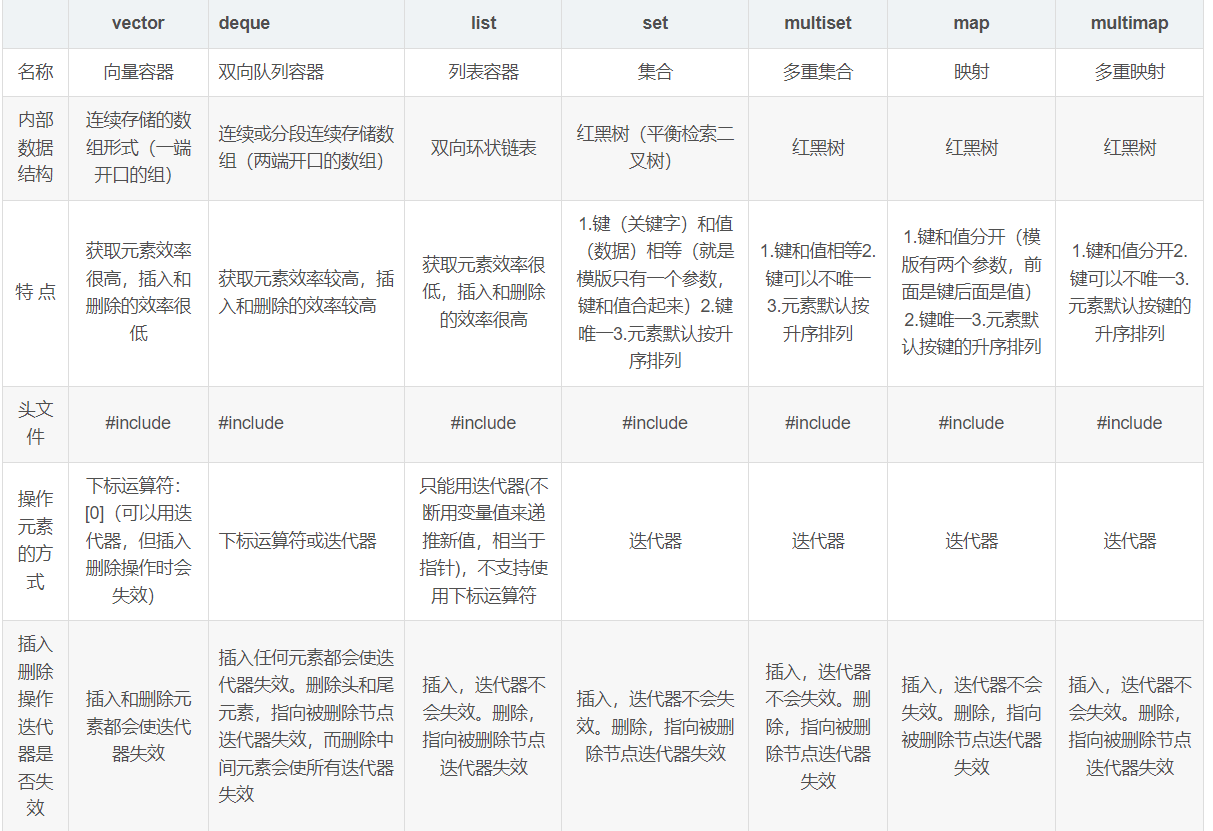 vector deque list set multiset map multimap
名称 向量容器 双向队列容器 列表容器 集合 多重集合 映射 多重映射
内部
数据
结构
连续存储的数
组形式（一端
开口的组）
连续或分段连续存储数
组（两端开口的数组）
双向环状链表
红黑树（平衡检索二
叉树）
红黑树
红黑树
红黑树
特 点
获取元素效率
很高，插入和
删除的效率很
低
获取元素效率较高，插
入和删除的效率较高
获取元素效率很
低，插入和删除
的效率很高
1.键（关键字）和值
（数据）相等（就是
模版只有一个参数，
键和值合起来）2.键
唯一3.元素默认按升
序排列
1.键和值相等2.
键可以不唯一
3.元素默认按
升序排列
1.键和值分开（模
版有两个参数，前
面是键后面是值）
2.键唯一3.元素默
认按键的升序排列
1.键和值分开2.
键可以不唯一3.
元素默认按键的
升序排列
头文
件
#include #include #include #include #include #include #include
操作
元素
的方
式
下标运算符：
[0]（可以用迭
代器，但插入
删除操作时会
失效）
下标运算符或迭代器
只能用迭代器(不
断用变量值来递
推新值，相当于
指针)，不支持使
用下标运算符
迭代器
迭代器
迭代器
迭代器
插入
删除
操作
迭代
器是
否失
效
插入和删除元
素都会使迭代
器失效
插入任何元素都会使迭
代器失效。删除头和尾
元素，指向被删除节点
迭代器失效，而删除中
间元素会使所有迭代器
失效
插入，迭代器不
会失效。删除，
指向被删除节点
迭代器失效
插入，迭代器不会失
效。删除，指向被删
除节点迭代器失效
插入，迭代器
不会失效。删
除，指向被删
除节点迭代器
失效
插入，迭代器不会
失效。删除，指向
被删除节点迭代器
失效
插入，迭代器不
会失效。删除，
指向被删除节点
迭代器失效